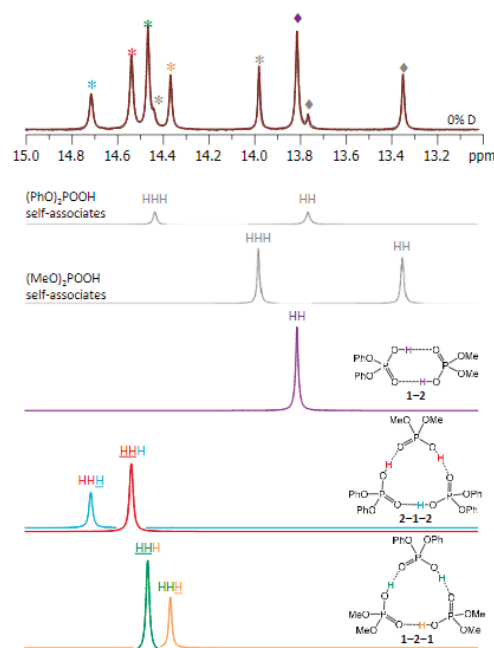 * * * * * * ◆ ◆ ◆
0% D
15.0 14.8 14.6 14.4 14.2 14.0 13.8 13.6 13.4 13.2 ppm
(PhO)₂POOH
self-associates
HHH HH
(MeO)₂POOH
self-associates
HHH HH
HH
PhO PhO P O H O O H O P OMe OMe
1–2
HHH HHH
MeO OMe
P O O H H O O
PhO PhO P O H O P OPh OPh
2–1–2
HHH HHH
PhO OPh
P O O H H O O
MeO MeO P O H O P OMe OMe
1–2–1